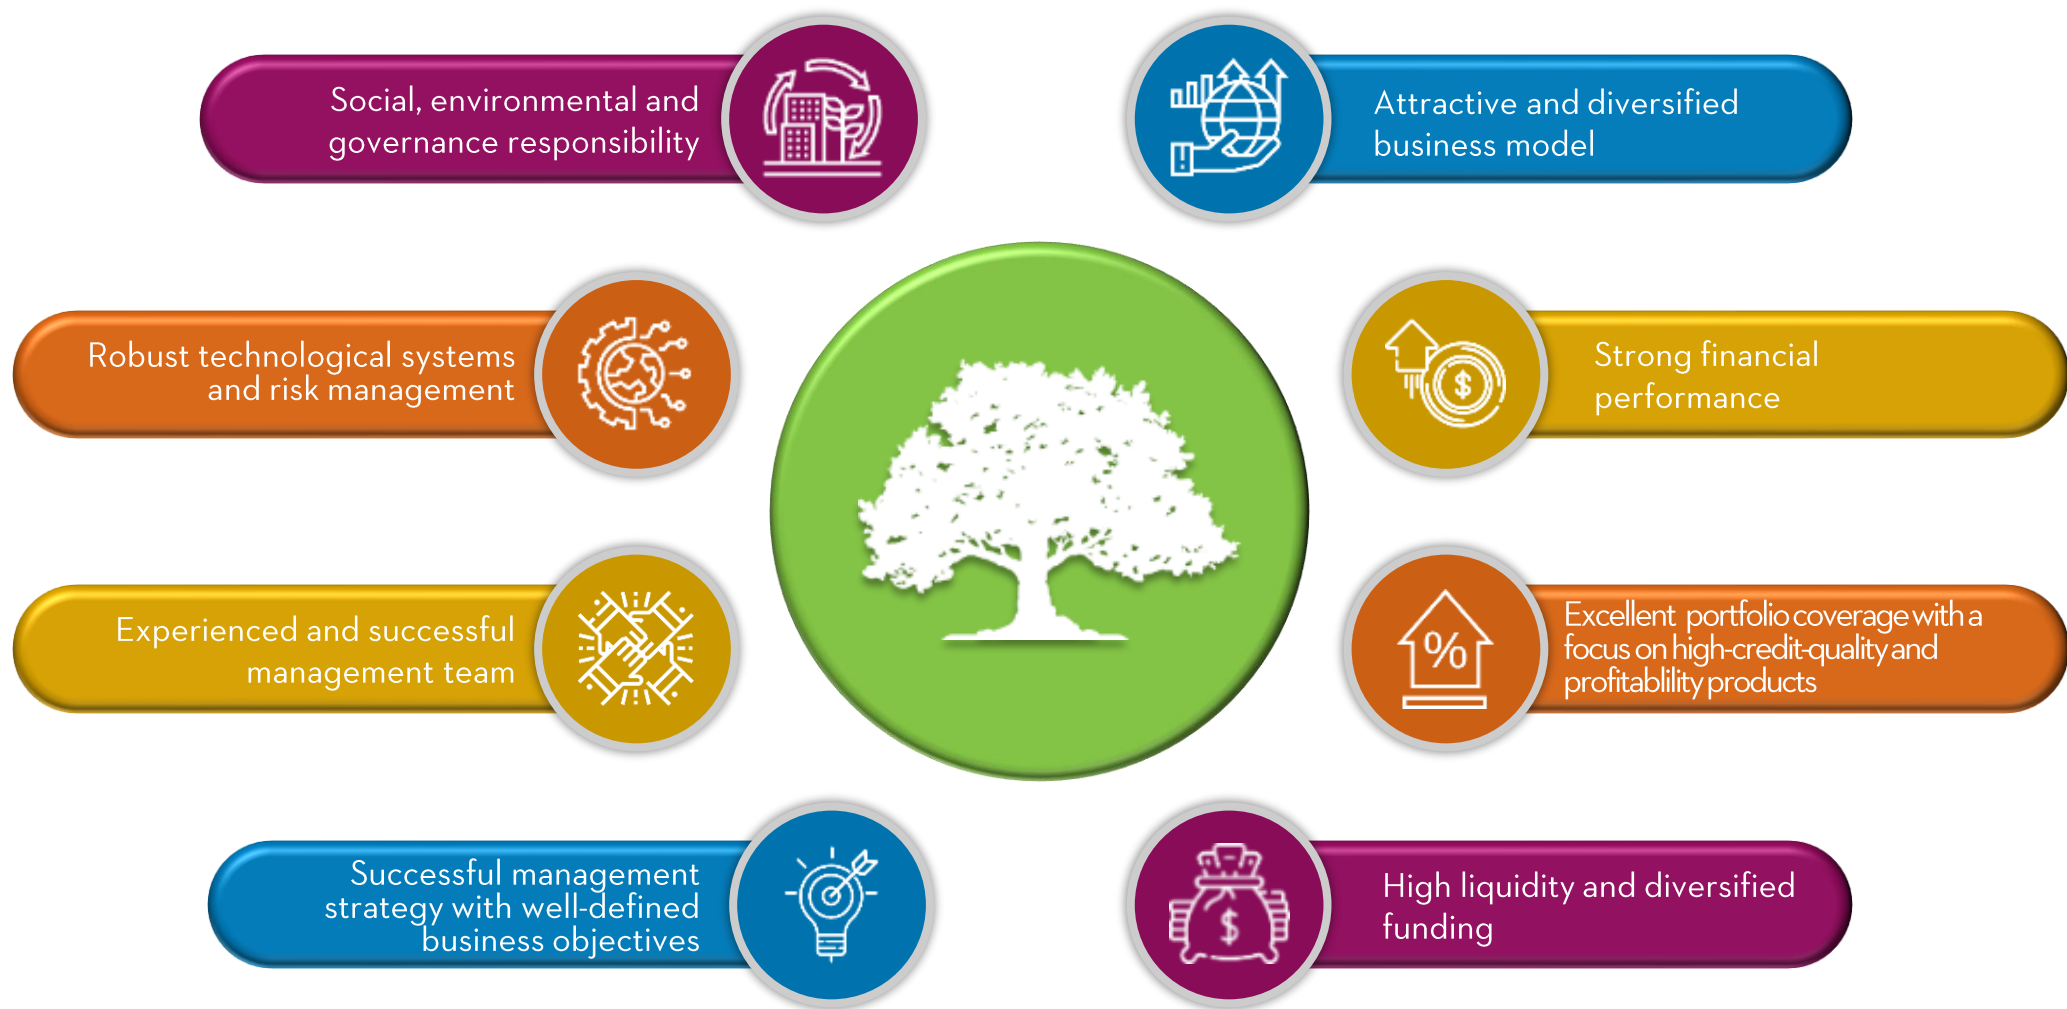 Social, environmental and
governance responsibility
Attractive and diversified
business model
Robust technological systems
and risk management
Strong financial
performance
$
Experienced and successful
management team
%
Excellent portfolio coverage with a
focus on high-credit-quality and
profitablility products
Successful management
strategy with well-defined
business objectives
$
High liquidity and diversified
funding